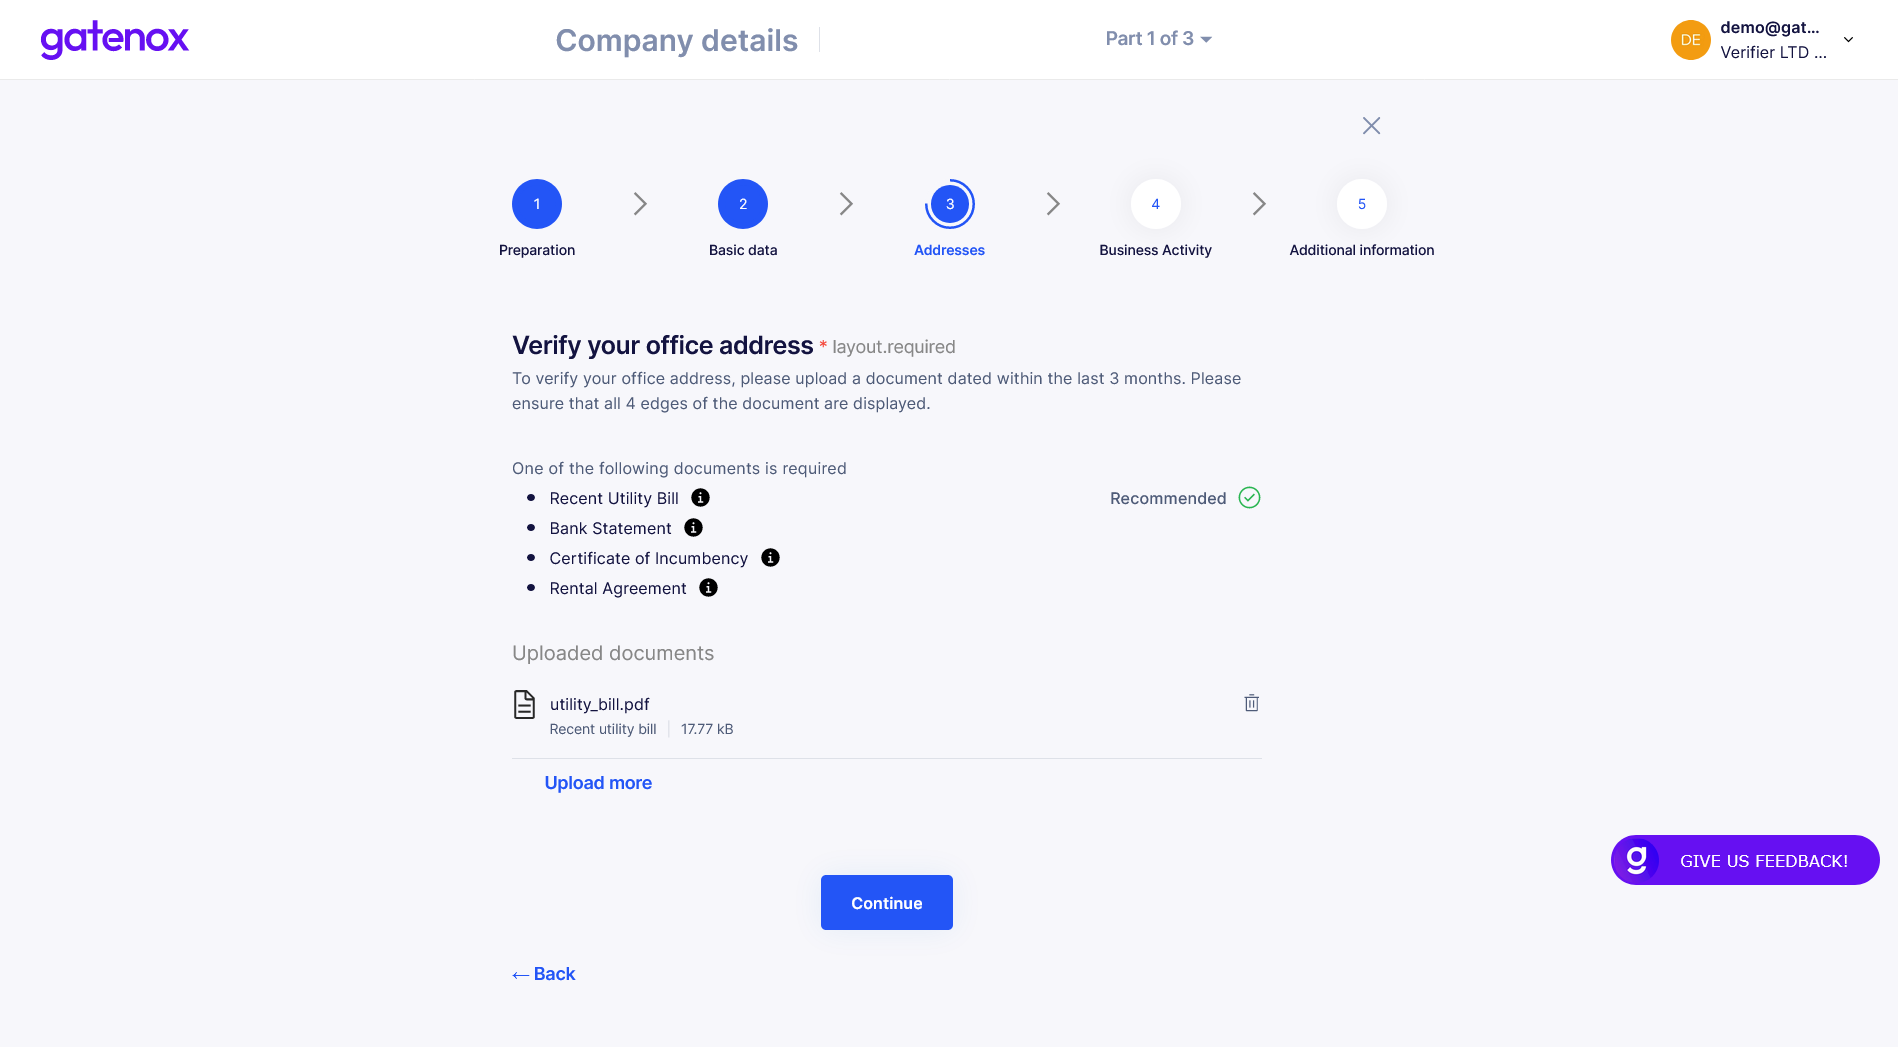 gatenox
Company details
Part 1 of 3
DE
demo@gat...
Verifier LTD ...
1
2
3
4
5
Preparation
Basic data
Addresses
Business Activity
Additional information
Verify your office address * layout.required
To verify your office address, please upload a document dated within the last 3 months. Please
ensure that all 4 edges of the document are displayed.
One of the following documents is required
Recent Utility Bill
Recommended
Bank Statement
Certificate of Incumbency
Rental Agreement
Uploaded documents
utility_bill.pdf
Recent utility bill
17.77 kB
Upload more
g
GIVE US FEEDBACK!
Continue
← Back